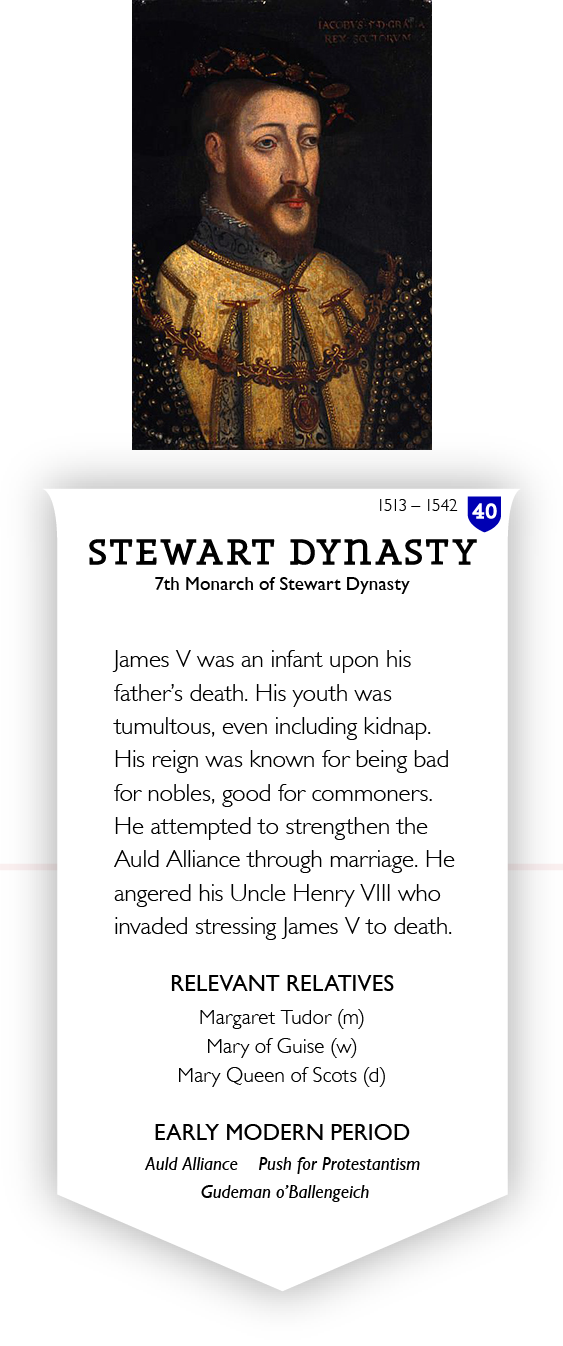 IACOBVS · 5 · D · GRATIA
REX SCOTORVM
1513 – 1542
40
STEWART DYNASTY
7th Monarch of Stewart Dynasty
James V was an infant upon his
father’s death. His youth was
tumultous, even including kidnap.
His reign was known for being bad
for nobles, good for commoners.
He attempted to strengthen the
Auld Alliance through marriage. He
angered his Uncle Henry VIII who
invaded stressing James V to death.
RELEVANT RELATIVES
Margaret Tudor (m)
Mary of Guise (w)
Mary Queen of Scots (d)
EARLY MODERN PERIOD
Auld Alliance Push for Protestantism
Gudeman o’Ballengeich